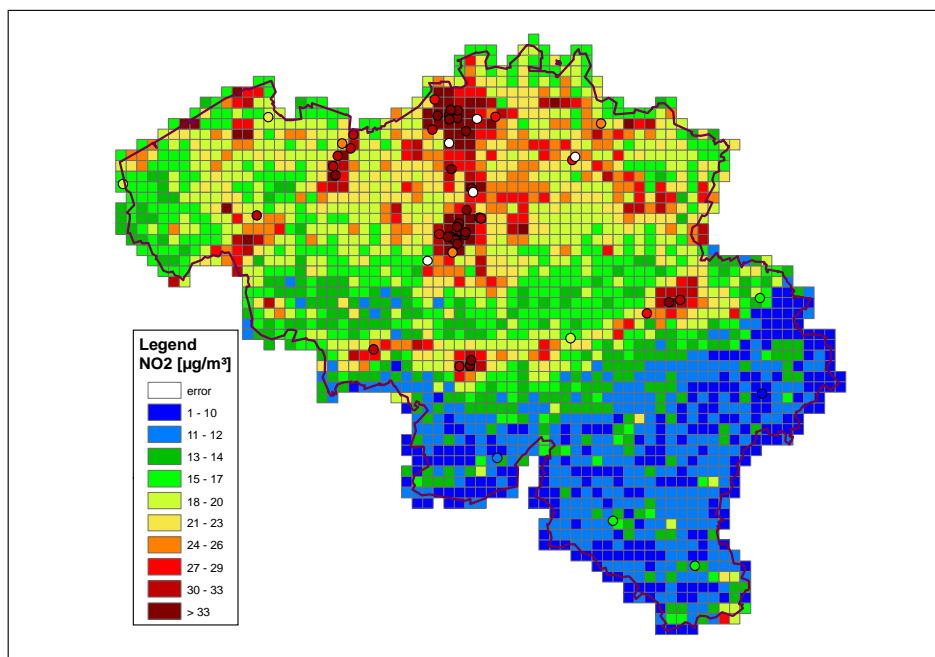 Legend
NO2 [µg/m³]
error
1 - 10
11 - 12
13 - 14
15 - 17
18 - 20
21 - 23
24 - 26
27 - 29
30 - 33
> 33